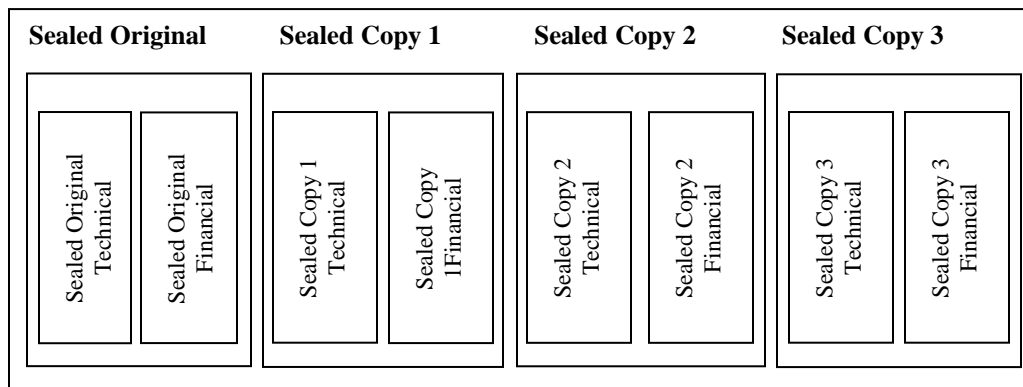 Sealed Original
Sealed Copy 1
Sealed Copy 2
Sealed Copy 3
Sealed Original
Technical
Sealed Original
Financial
Sealed Copy 1
Technical
Sealed Copy
1Financial
Sealed Copy 2
Technical
Sealed Copy 2
Financial
Sealed Copy 3
Technical
Sealed Copy 3
Financial